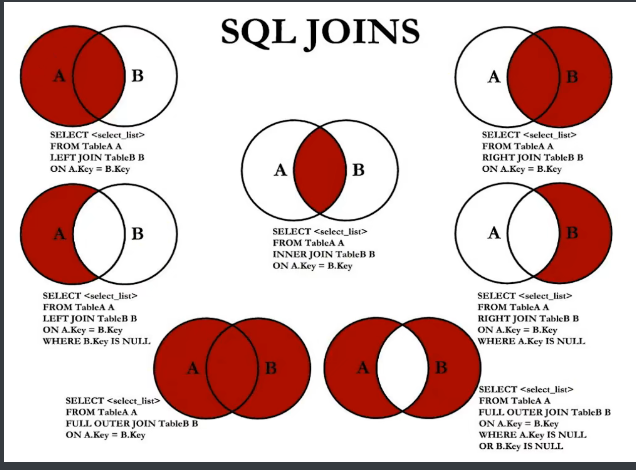 SQL JOINS
A
B
SELECT <select_list>
FROM TableA A
LEFT JOIN TableB B
ON A.Key = B.Key
A
B
SELECT <select_list>
FROM TableA A
RIGHT JOIN TableB B
ON A.Key = B.Key
A
B
SELECT <select_list>
FROM TableA A
INNER JOIN TableB B
ON A.Key = B.Key
A
B
SELECT <select_list>
FROM TableA A
LEFT JOIN TableB B
ON A.Key = B.Key
WHERE B.Key IS NULL
A
B
SELECT <select_list>
FROM TableA A
RIGHT JOIN TableB B
ON A.Key = B.Key
WHERE A.Key IS NULL
A
B
SELECT <select_list>
FROM TableA A
FULL OUTER JOIN TableB B
ON A.Key = B.Key
A
B
SELECT <select_list>
FROM TableA A
FULL OUTER JOIN TableB B
ON A.Key = B.Key
WHERE A.Key IS NULL
OR B.Key IS NULL